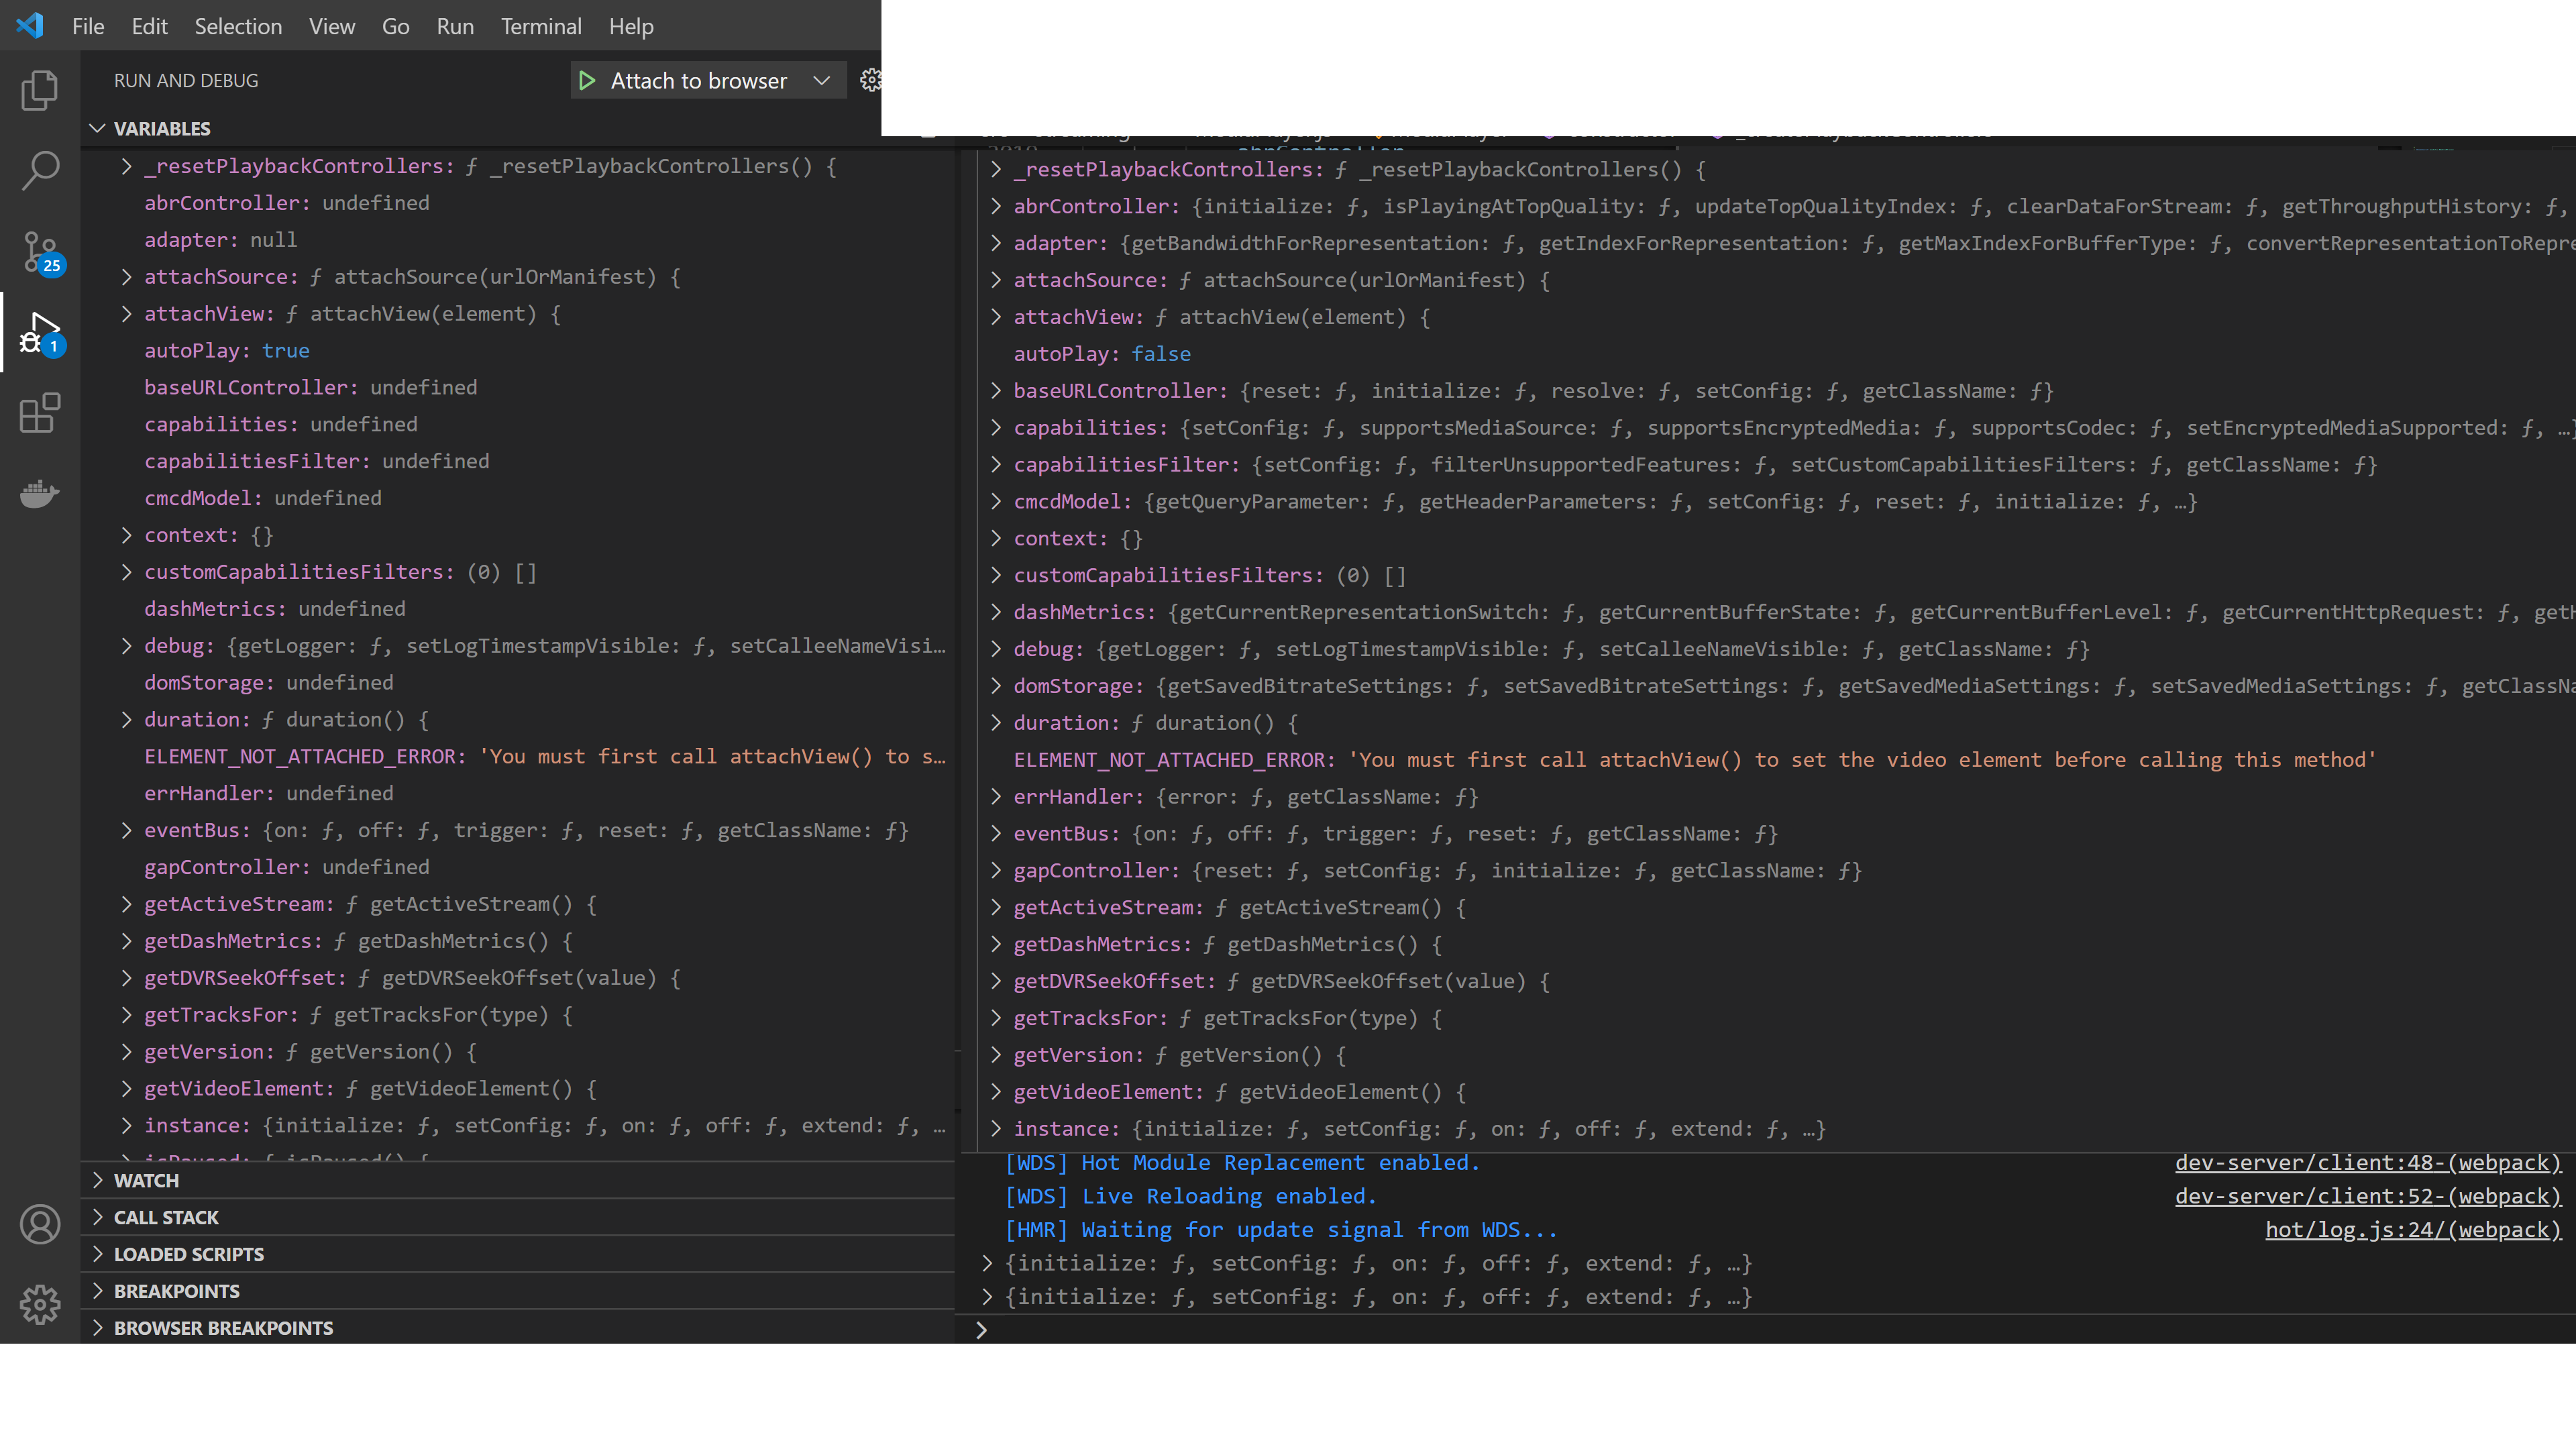 File Edit Selection View Go Run Terminal Help
RUN AND DEBUG
Attach to browser
VARIABLES
_resetPlaybackControllers: ƒ _resetPlaybackControllers() {
abrController: undefined
adapter: null
attachSource: ƒ attachSource(urlOrManifest) {
attachView: ƒ attachView(element) {
autoPlay: true
baseURLController: undefined
capabilities: undefined
capabilitiesFilter: undefined
cmcdModel: undefined
context: {}
customCapabilitiesFilters: (0) []
dashMetrics: undefined
debug: {getLogger: ƒ, setLogTimestampVisible: ƒ, setCalleeNameVisi…
domStorage: undefined
duration: ƒ duration() {
ELEMENT_NOT_ATTACHED_ERROR: 'You must first call attachView() to s…
errHandler: undefined
eventBus: {on: ƒ, off: ƒ, trigger: ƒ, reset: ƒ, getClassName: ƒ}
gapController: undefined
getActiveStream: ƒ getActiveStream() {
getDashMetrics: ƒ getDashMetrics() {
getDVRSeekOffset: ƒ getDVRSeekOffset(value) {
getTracksFor: ƒ getTracksFor(type) {
getVersion: ƒ getVersion() {
getVideoElement: ƒ getVideoElement() {
instance: {initialize: ƒ, setConfig: ƒ, on: ƒ, off: ƒ, extend: ƒ, …
isPaused: ƒ isPaused() {
WATCH
CALL STACK
LOADED SCRIPTS
BREAKPOINTS
BROWSER BREAKPOINTS
25
1
_resetPlaybackControllers: ƒ _resetPlaybackControllers() {
abrController: {initialize: ƒ, isPlayingAtTopQuality: ƒ, updateTopQualityIndex: ƒ, clearDataForStream: ƒ, getThroughputHistory: ƒ,
adapter: {getBandwidthForRepresentation: ƒ, getIndexForRepresentation: ƒ, getMaxIndexForBufferType: ƒ, convertRepresentationToRepre
attachSource: ƒ attachSource(urlOrManifest) {
attachView: ƒ attachView(element) {
autoPlay: false
baseURLController: {reset: ƒ, initialize: ƒ, resolve: ƒ, setConfig: ƒ, getClassName: ƒ}
capabilities: {setConfig: ƒ, supportsMediaSource: ƒ, supportsEncryptedMedia: ƒ, supportsCodec: ƒ, setEncryptedMediaSupported: ƒ, …}
capabilitiesFilter: {setConfig: ƒ, filterUnsupportedFeatures: ƒ, setCustomCapabilitiesFilters: ƒ, getClassName: ƒ}
cmcdModel: {getQueryParameter: ƒ, getHeaderParameters: ƒ, setConfig: ƒ, reset: ƒ, initialize: ƒ, …}
context: {}
customCapabilitiesFilters: (0) []
dashMetrics: {getCurrentRepresentationSwitch: ƒ, getCurrentBufferState: ƒ, getCurrentBufferLevel: ƒ, getCurrentHttpRequest: ƒ, getH
debug: {getLogger: ƒ, setLogTimestampVisible: ƒ, setCalleeNameVisible: ƒ, getClassName: ƒ}
domStorage: {getSavedBitrateSettings: ƒ, setSavedBitrateSettings: ƒ, getSavedMediaSettings: ƒ, setSavedMediaSettings: ƒ, getClassNa
duration: ƒ duration() {
ELEMENT_NOT_ATTACHED_ERROR: 'You must first call attachView() to set the video element before calling this method'
errHandler: {error: ƒ, getClassName: ƒ}
eventBus: {on: ƒ, off: ƒ, trigger: ƒ, reset: ƒ, getClassName: ƒ}
gapController: {reset: ƒ, setConfig: ƒ, initialize: ƒ, getClassName: ƒ}
getActiveStream: ƒ getActiveStream() {
getDashMetrics: ƒ getDashMetrics() {
getDVRSeekOffset: ƒ getDVRSeekOffset(value) {
getTracksFor: ƒ getTracksFor(type) {
getVersion: ƒ getVersion() {
getVideoElement: ƒ getVideoElement() {
instance: {initialize: ƒ, setConfig: ƒ, on: ƒ, off: ƒ, extend: ƒ, …}
[WDS] Hot Module Replacement enabled. dev-server/client:48-(webpack)
[WDS] Live Reloading enabled. dev-server/client:52-(webpack)
[HMR] Waiting for update signal from WDS... hot/log.js:24/(webpack)
{initialize: ƒ, setConfig: ƒ, on: ƒ, off: ƒ, extend: ƒ, …}
{initialize: ƒ, setConfig: ƒ, on: ƒ, off: ƒ, extend: ƒ, …}